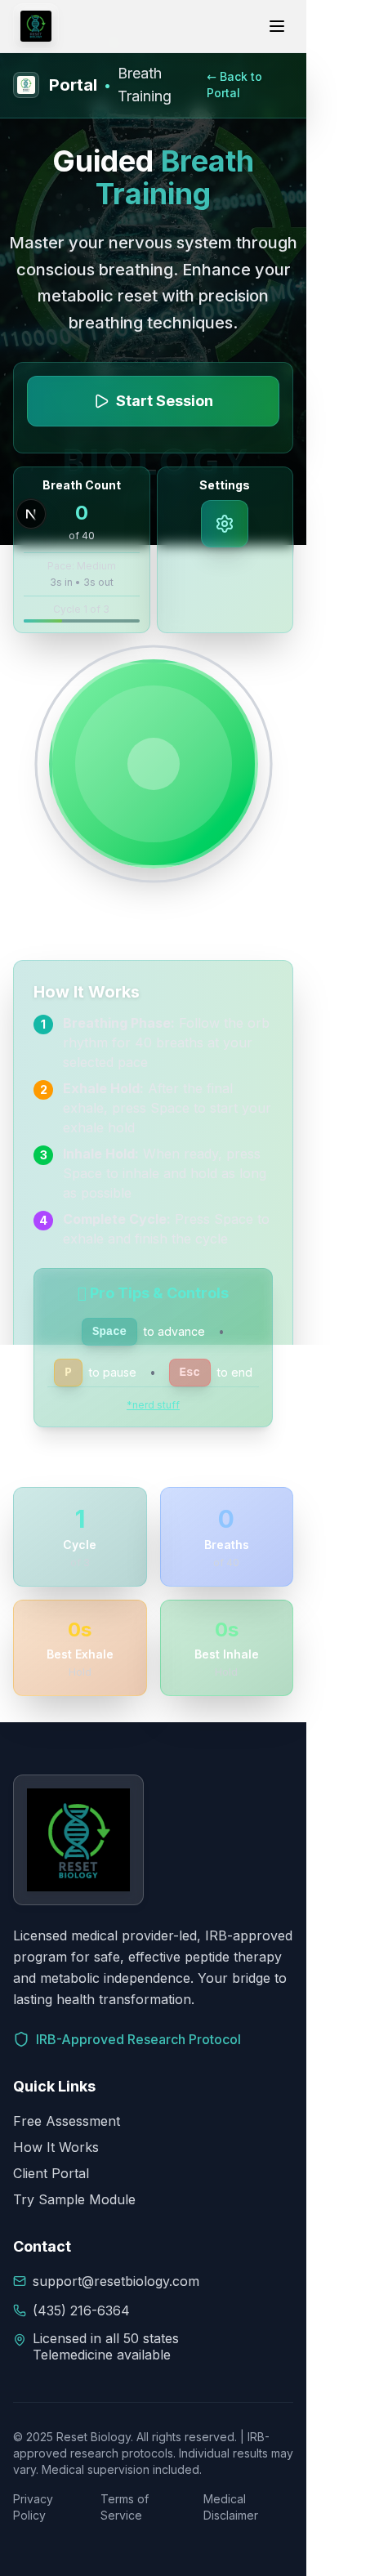 RESET
BIOLOGY
Portal • Breath
Training
← Back to
Portal
Guided Breath
Training
Master your nervous system through
conscious breathing. Enhance your
metabolic reset with precision
breathing techniques.
Start Session
BIOLOGY
Breath Count
0
of 40
Pace: Medium
3s in • 3s out
Cycle 1 of 3
Settings
N
How It Works
1 Breathing Phase: Follow the orb
rhythm for 40 breaths at your
selected pace
2 Exhale Hold: After the final
exhale, press Space to start your
exhale hold
3 Inhale Hold: When ready, press
Space to inhale and hold as long
as possible
4 Complete Cycle: Press Space to
exhale and finish the cycle
Pro Tips & Controls
Space to advance •
P to pause • Esc to end
*nerd stuff
1
Cycle
0
Breaths
0s
Best Exhale
0s
Best Inhale
RESET
BIOLOGY
Licensed medical provider-led, IRB-approved
program for safe, effective peptide therapy
and metabolic independence. Your bridge to
lasting health transformation.
IRB-Approved Research Protocol
Quick Links
Free Assessment
How It Works
Client Portal
Try Sample Module
Contact
support@resetbiology.com
(435) 216-6364
Licensed in all 50 states
Telemedicine available
© 2025 Reset Biology. All rights reserved. | IRB-
approved research protocols. Individual results may
vary. Medical supervision included.
Privacy
Policy
Terms of
Service
Medical
Disclaimer